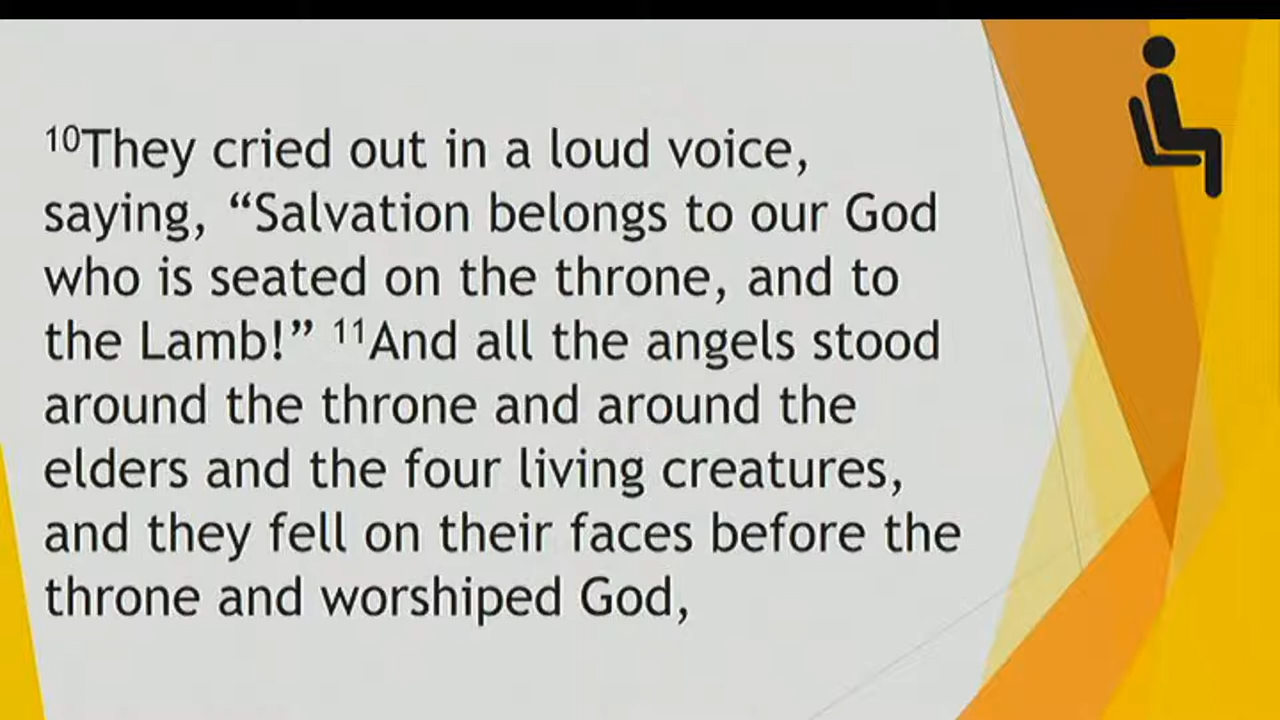 ¹⁰They cried out in a loud voice,
saying, “Salvation belongs to our God
who is seated on the throne, and to
the Lamb!” ¹¹And all the angels stood
around the throne and around the
elders and the four living creatures,
and they fell on their faces before the
throne and worshiped God,